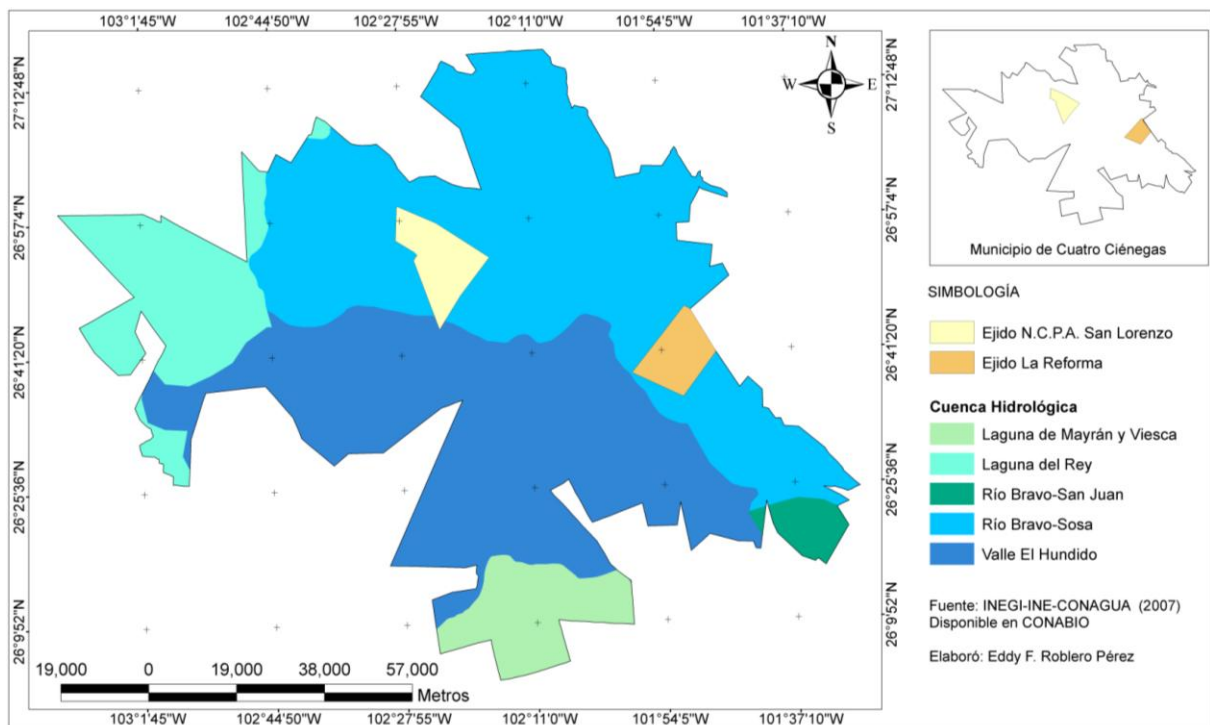 103°1'45"W 102°44'50"W 102°27'55"W 102°11'0"W 101°54'5"W 101°37'10"W
27°12'48"N
26°57'4"N
26°41'20"N
26°25'36"N
26°9'52"N
N
W E
S
27°12'48"N
26°57'4"N
26°41'20"N
26°25'36"N
26°9'52"N
19,000 0 19,000 38,000 57,000
Metros
103°1'45"W 102°44'50"W 102°27'55"W 102°11'0"W 101°54'5"W 101°37'10"W
Municipio de Cuatro Ciénegas
SIMBOLOGÍA
Ejido N.C.P.A. San Lorenzo
Ejido La Reforma
Cuenca Hidrológica
Laguna de Mayrán y Viesca
Laguna del Rey
Río Bravo-San Juan
Río Bravo-Sosa
Valle El Hundido
Fuente: INEGI-INE-CONAGUA (2007)
Disponible en CONABIO
Elaboró: Eddy F. Roblero Pérez